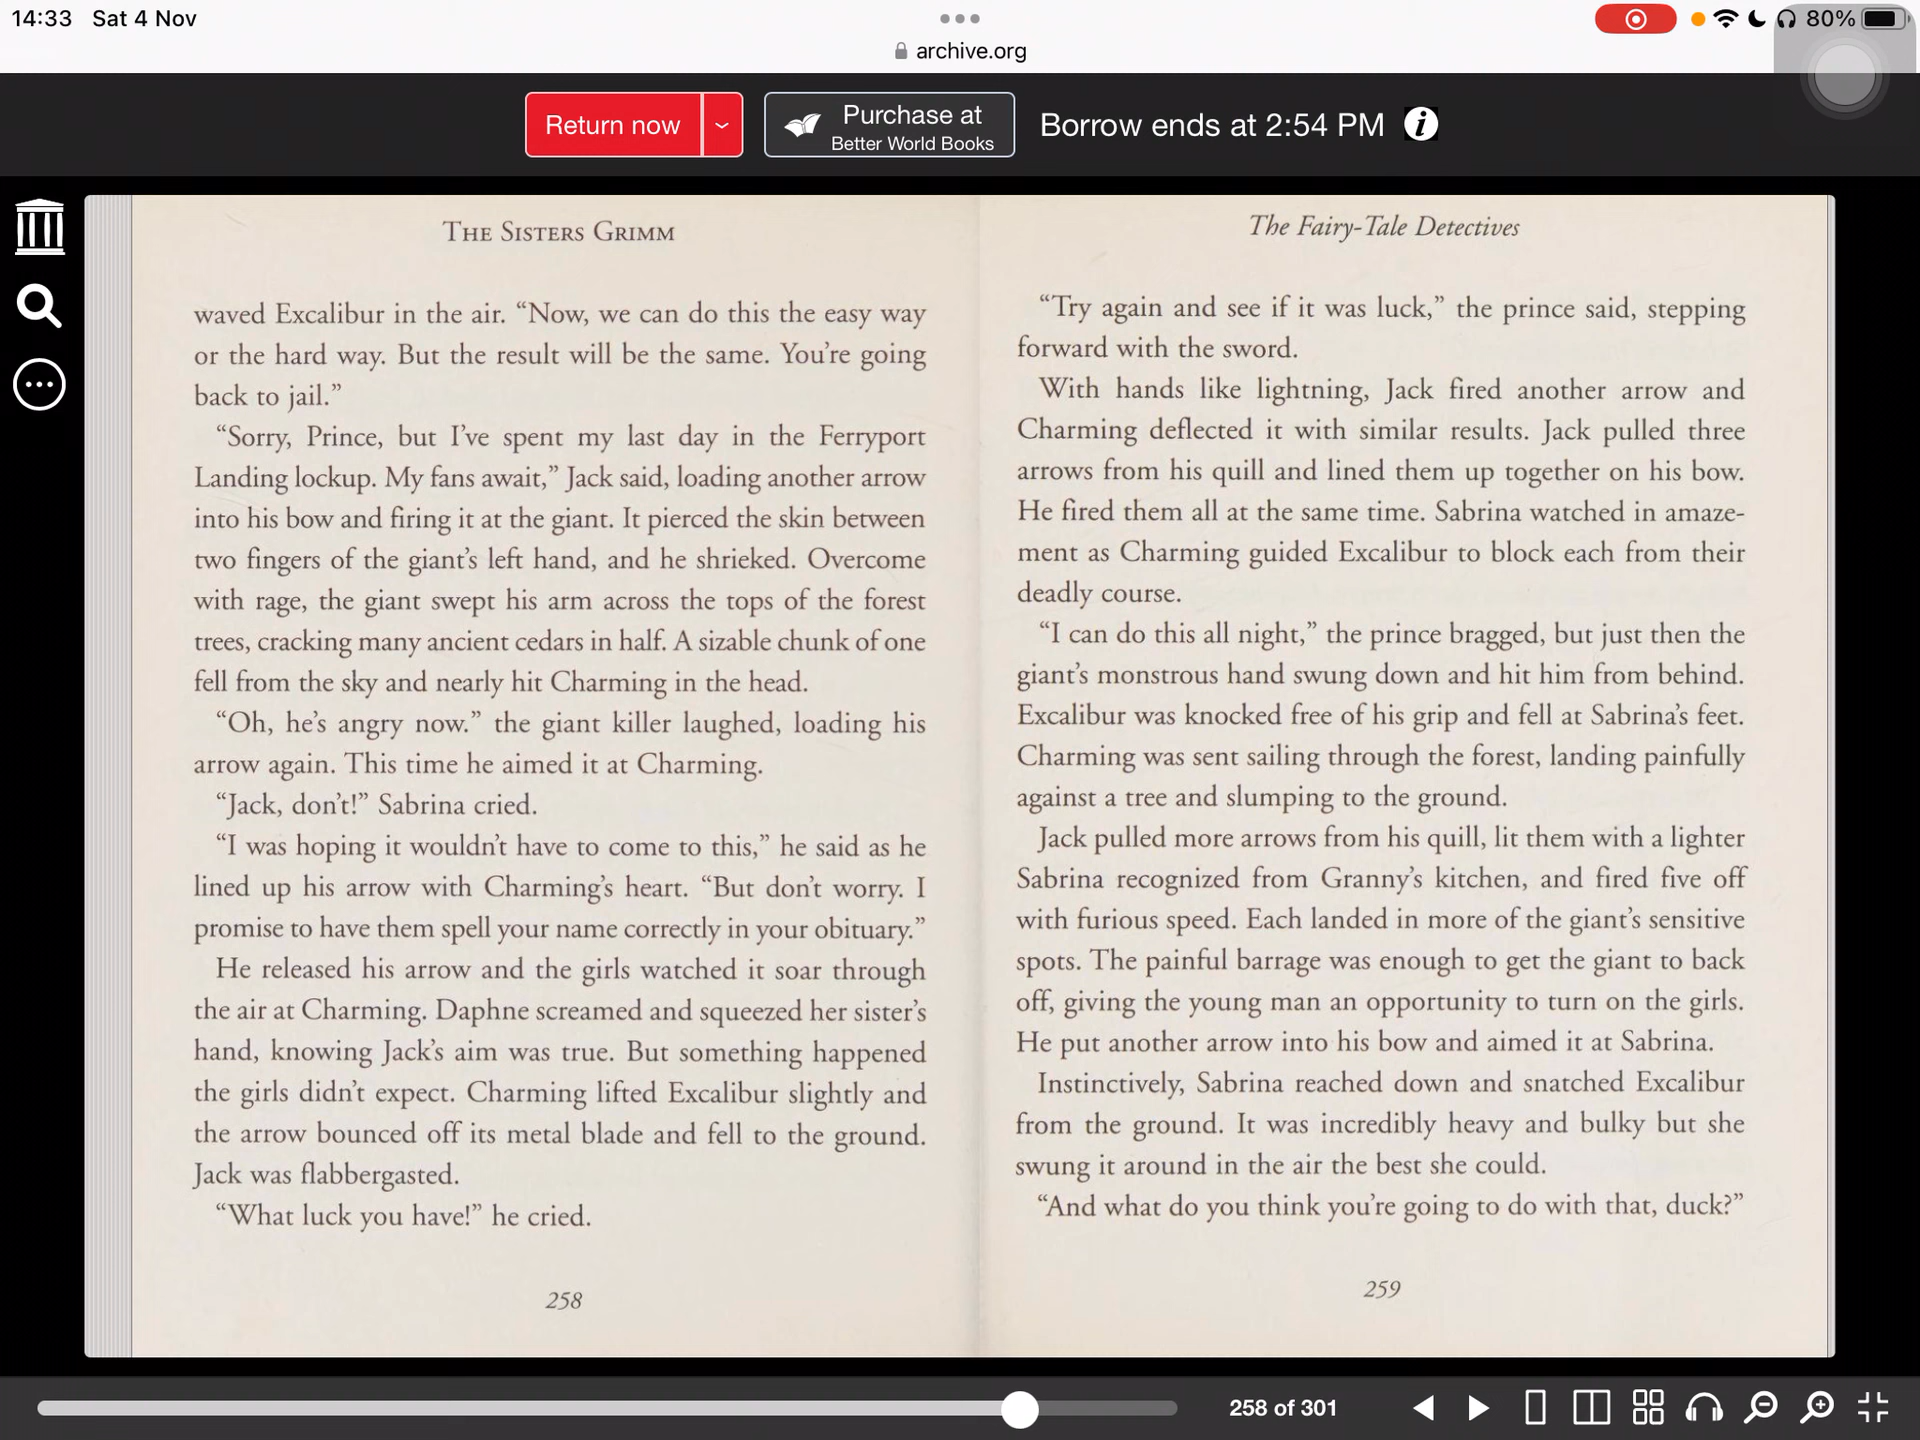 14:33 Sat 4 Nov
80%
archive.org
Return now
Purchase at
Better World Books
Borrow ends at 2:54 PM
THE SISTERS GRIMM
waved Excalibur in the air. “Now, we can do this the easy way
or the hard way. But the result will be the same. You’re going
back to jail.”
“Sorry, Prince, but I’ve spent my last day in the Ferryport
Landing lockup. My fans await,” Jack said, loading another arrow
into his bow and firing it at the giant. It pierced the skin between
two fingers of the giant’s left hand, and he shrieked. Overcome
with rage, the giant swept his arm across the tops of the forest
trees, cracking many ancient cedars in half. A sizable chunk of one
fell from the sky and nearly hit Charming in the head.
“Oh, he’s angry now.” the giant killer laughed, loading his
arrow again. This time he aimed it at Charming.
“Jack, don’t!” Sabrina cried.
“I was hoping it wouldn’t have to come to this,” he said as he
lined up his arrow with Charming’s heart. “But don’t worry. I
promise to have them spell your name correctly in your obituary.”
He released his arrow and the girls watched it soar through
the air at Charming. Daphne screamed and squeezed her sister’s
hand, knowing Jack’s aim was true. But something happened
the girls didn’t expect. Charming lifted Excalibur slightly and
the arrow bounced off its metal blade and fell to the ground.
Jack was flabbergasted.
“What luck you have!” he cried.
258
The Fairy-Tale Detectives
“Try again and see if it was luck,” the prince said, stepping
forward with the sword.
With hands like lightning, Jack fired another arrow and
Charming deflected it with similar results. Jack pulled three
arrows from his quill and lined them up together on his bow.
He fired them all at the same time. Sabrina watched in amaze-
ment as Charming guided Excalibur to block each from their
deadly course.
“I can do this all night,” the prince bragged, but just then the
giant’s monstrous hand swung down and hit him from behind.
Excalibur was knocked free of his grip and fell at Sabrina’s feet.
Charming was sent sailing through the forest, landing painfully
against a tree and slumping to the ground.
Jack pulled more arrows from his quill, lit them with a lighter
Sabrina recognized from Granny’s kitchen, and fired five off
with furious speed. Each landed in more of the giant’s sensitive
spots. The painful barrage was enough to get the giant to back
off, giving the young man an opportunity to turn on the girls.
He put another arrow into his bow and aimed it at Sabrina.
Instinctively, Sabrina reached down and snatched Excalibur
from the ground. It was incredibly heavy and bulky but she
swung it around in the air the best she could.
“And what do you think you’re going to do with that, duck?”
259
258 of 301